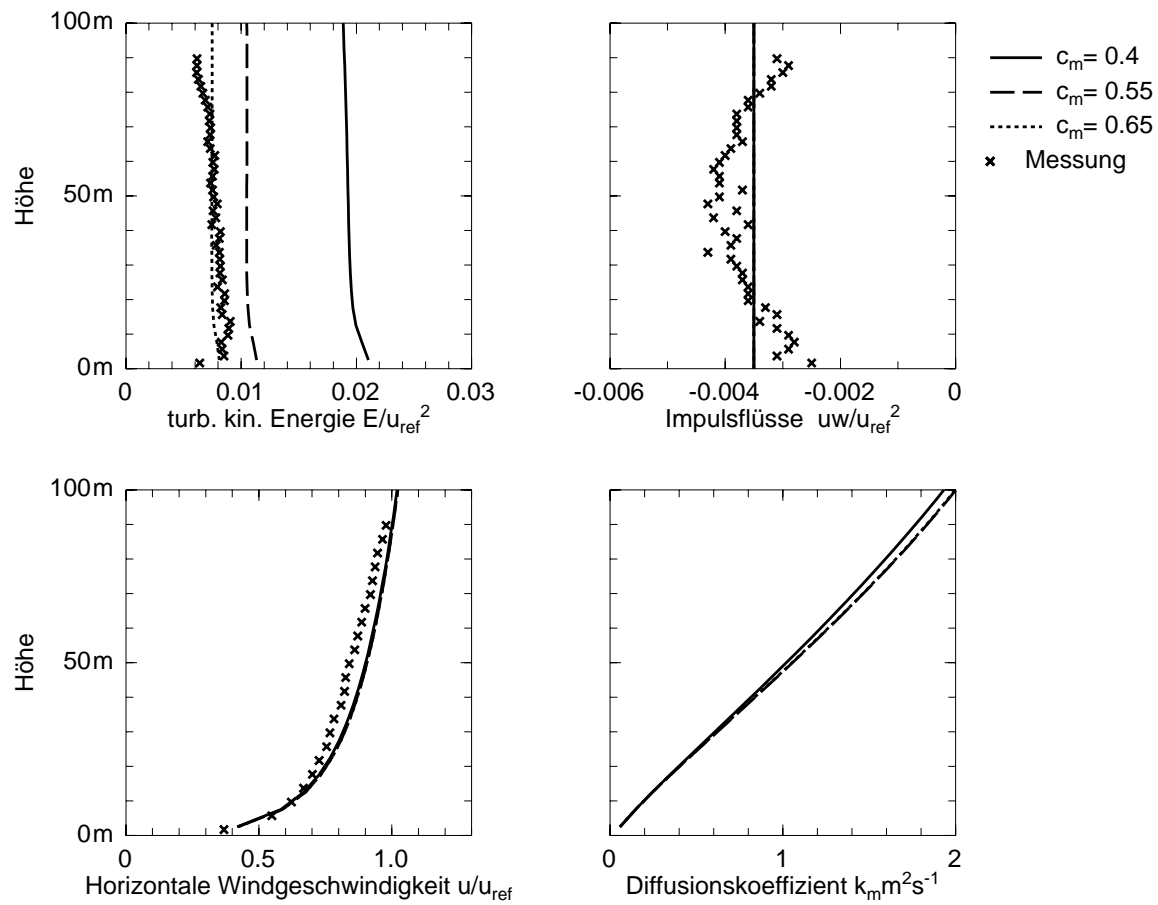 100m
50m
0m
Höhe
0 0.01 0.02 0.03
turb. kin. Energie E/u_ref^2
-0.006 -0.004 -0.002 0
Impulsflüsse uw/u_ref^2
c_m= 0.4
c_m= 0.55
c_m= 0.65
Messung
100m
50m
0m
Höhe
0 0.5 1.0
Horizontale Windgeschwindigkeit u/u_ref
0 1 2
Diffusionskoeffizient k_m m^2s^-1